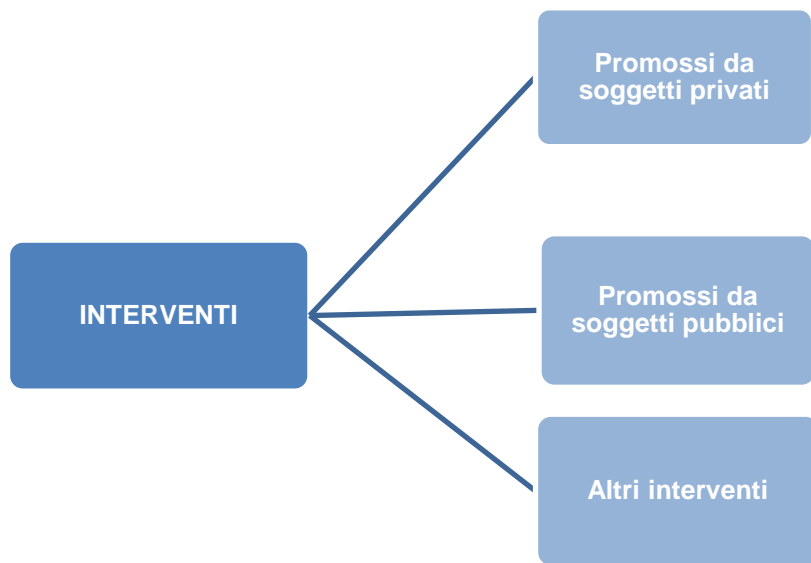 INTERVENTI
Promossi da
soggetti privati
Promossi da
soggetti pubblici
Altri interventi